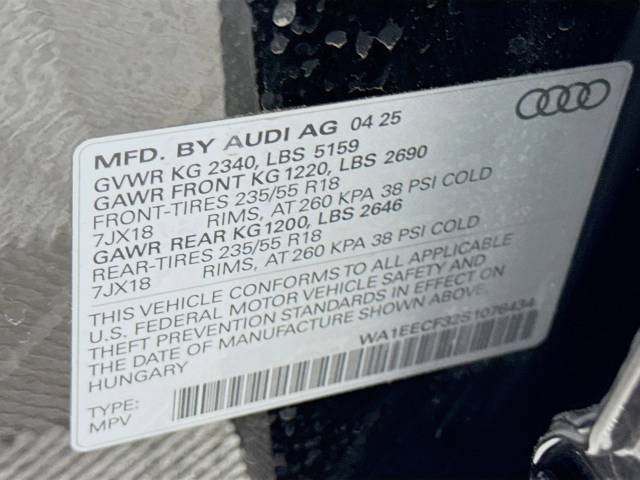 MFD. BY AUDI AG 04 25
GVWR KG 2340, LBS 5159
GAWR FRONT KG 1220, LBS 2690
FRONT-TIRES 235/55 R18
7JX18 RIMS, AT 260 KPA 38 PSI COLD
GAWR REAR KG 1200, LBS 2646
REAR-TIRES 235/55 R18
7JX18 RIMS, AT 260 KPA 38 PSI COLD
THIS VEHICLE CONFORMS TO ALL APPLICABLE
U.S. FEDERAL MOTOR VEHICLE SAFETY AND
THEFT PREVENTION STANDARDS IN EFFECT ON
THE DATE OF MANUFACTURE SHOWN ABOVE.
HUNGARY
WA1EECF32S1076434
TYPE:
MPV